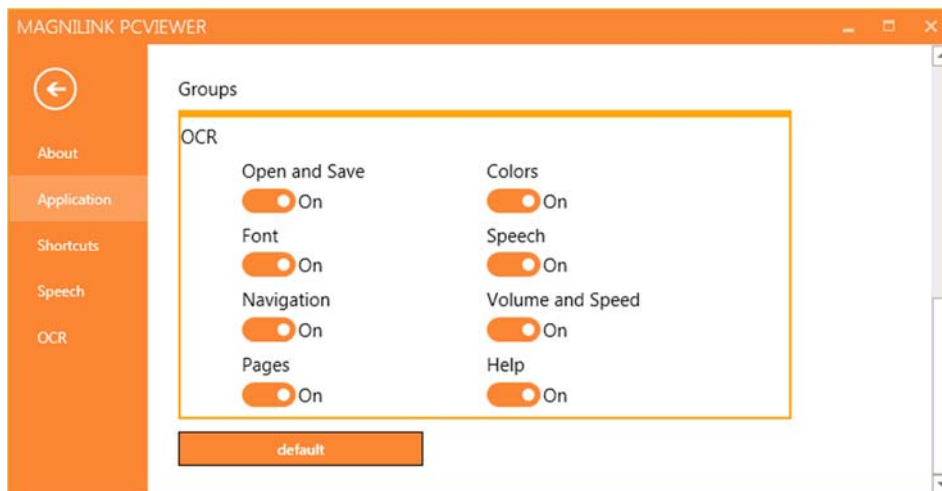 MAGNILINK PCVIEWER
About
Application
Shortcuts
Speech
OCR
Groups
OCR
Open and Save
On
Colors
On
Font
On
Speech
On
Navigation
On
Volume and Speed
On
Pages
On
Help
On
default